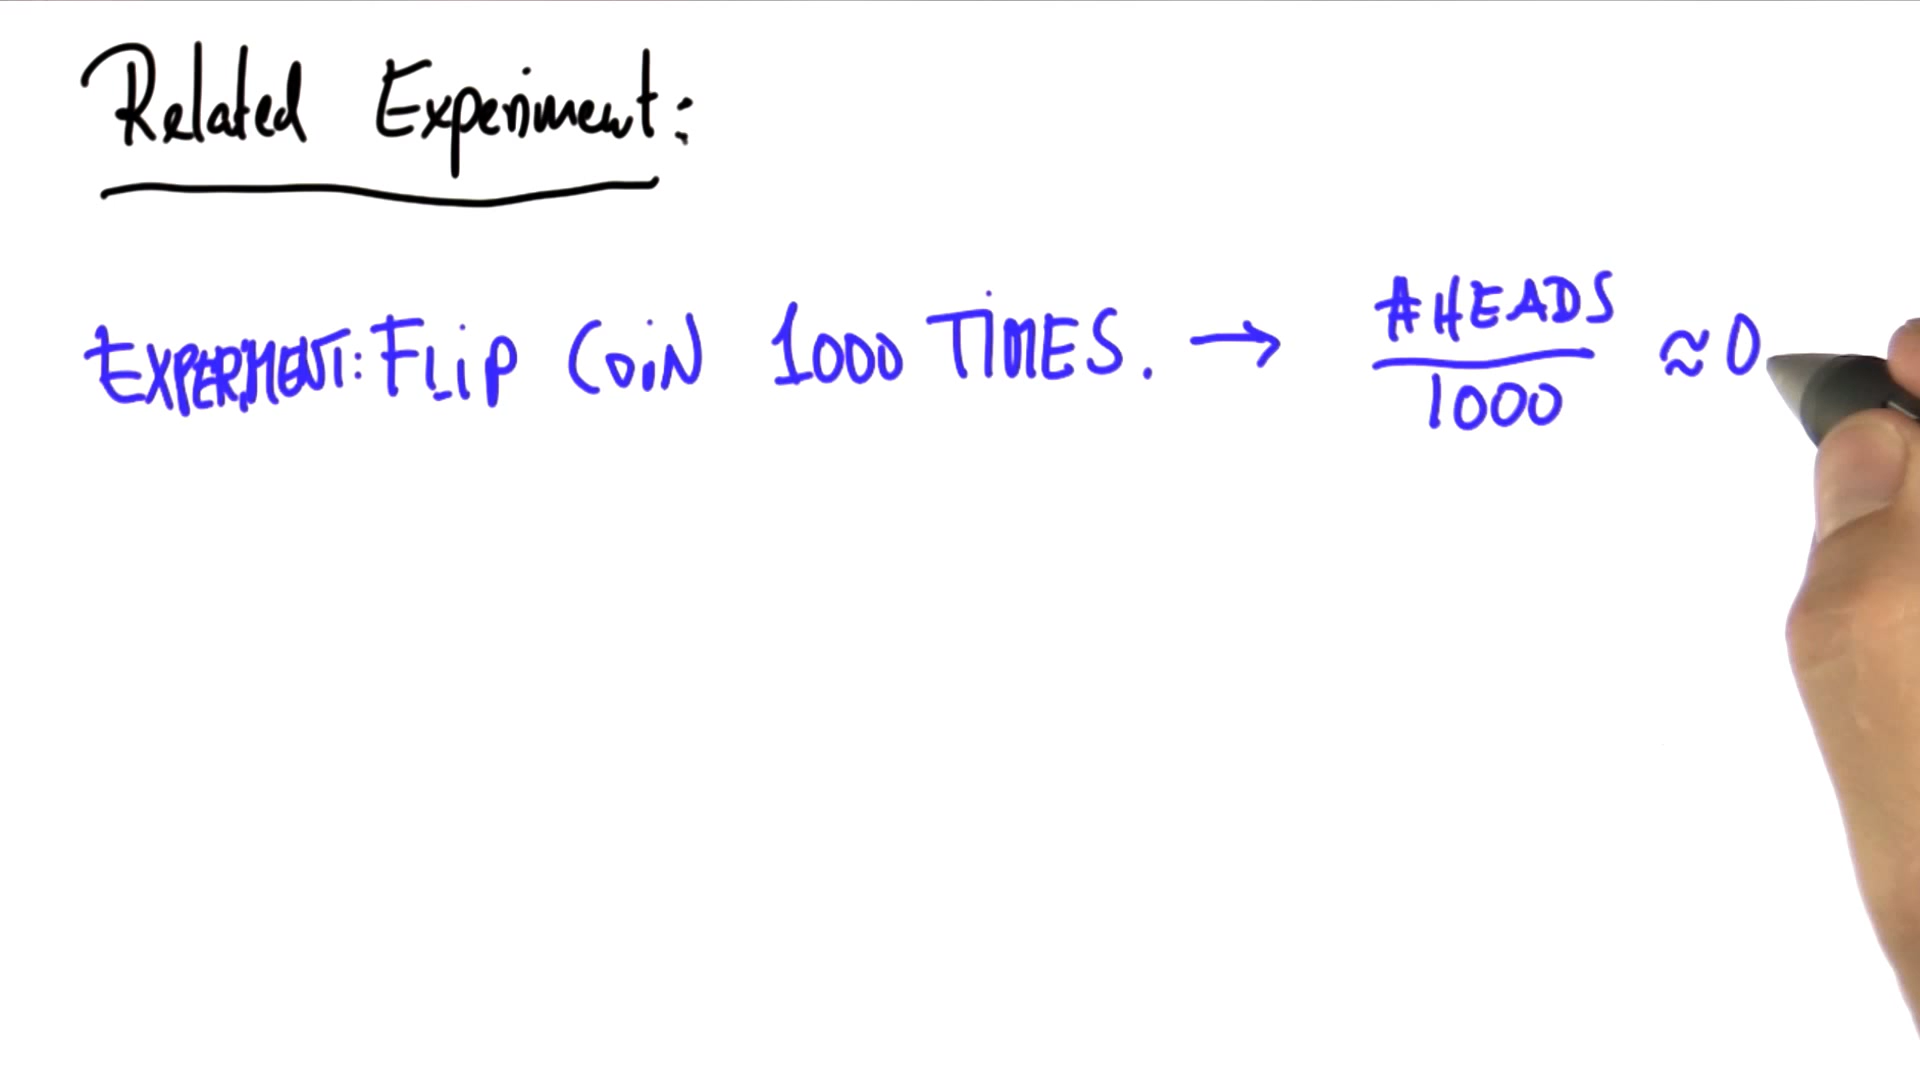 Related Experiment:
EXPERIMENT: FLIP COIN 1000 TIMES. → #HEADS / 1000 ≈ 0